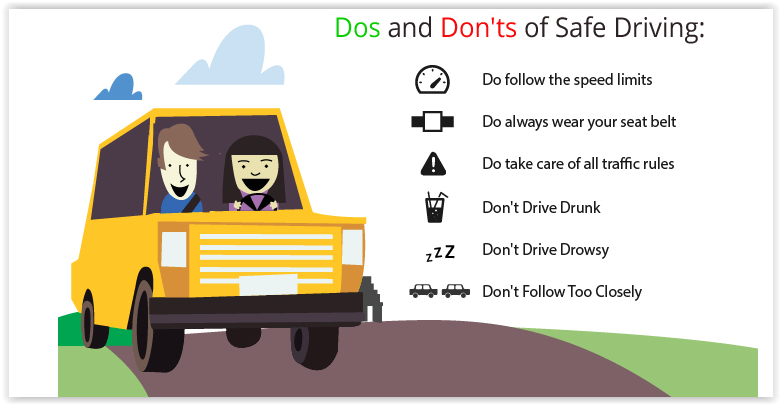 Dos and Don'ts of Safe Driving:
Do follow the speed limits
Do always wear your seat belt
Do take care of all traffic rules
Don't Drive Drunk
zzZ Don't Drive Drowsy
Don't Follow Too Closely